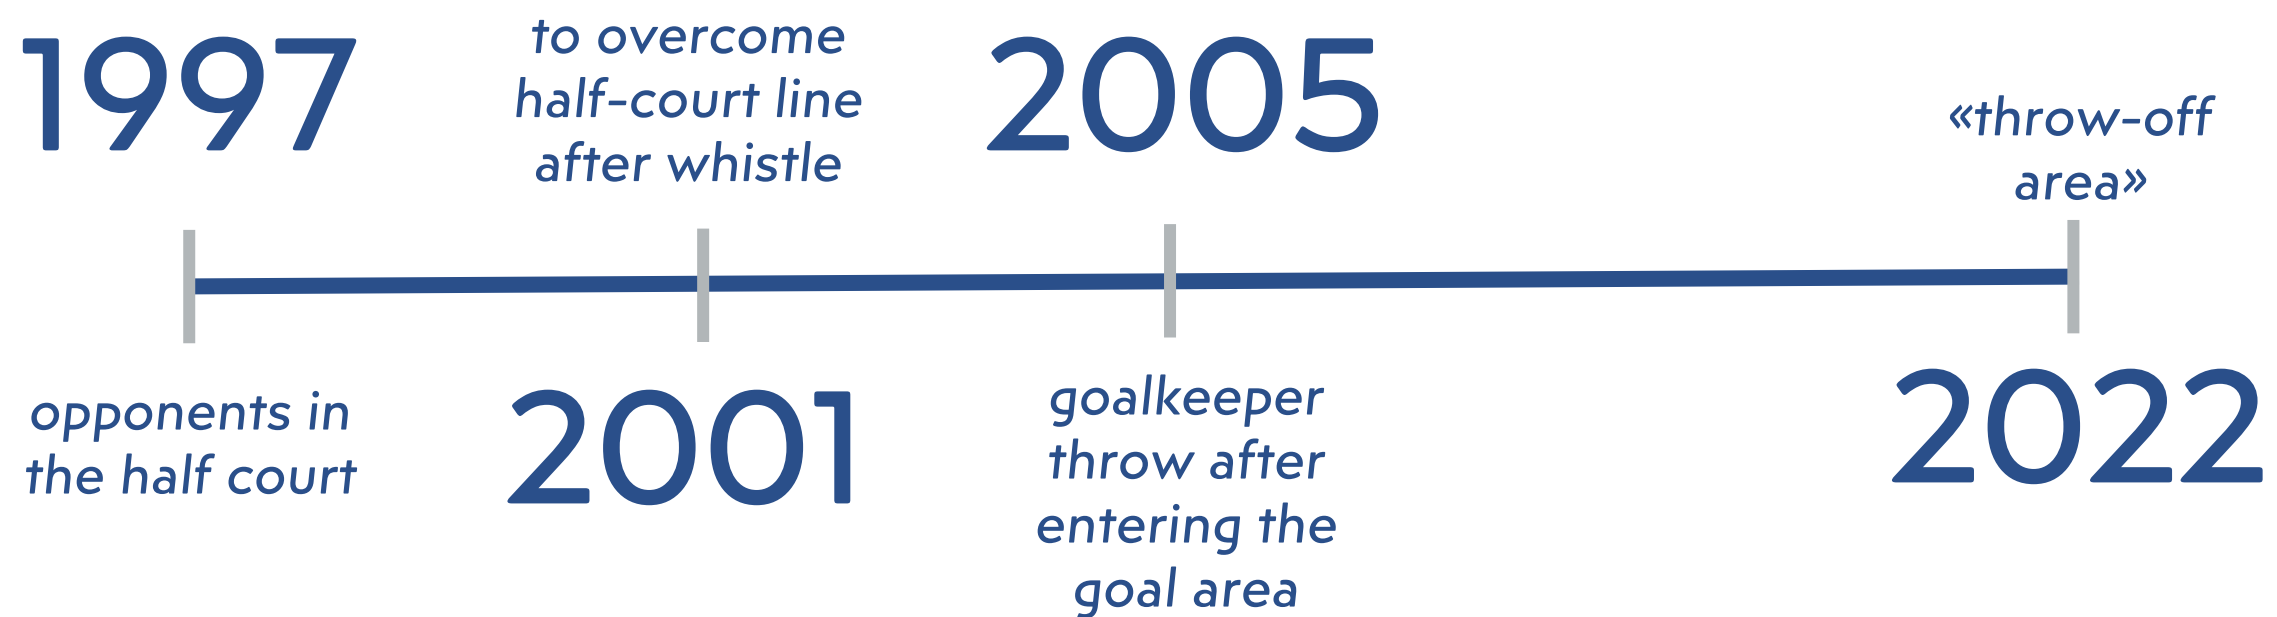 1997
opponents in
the half court
to overcome
half-court line
after whistle
2001
2005
goalkeeper
throw after
entering the
goal area
«throw-off
area»
2022